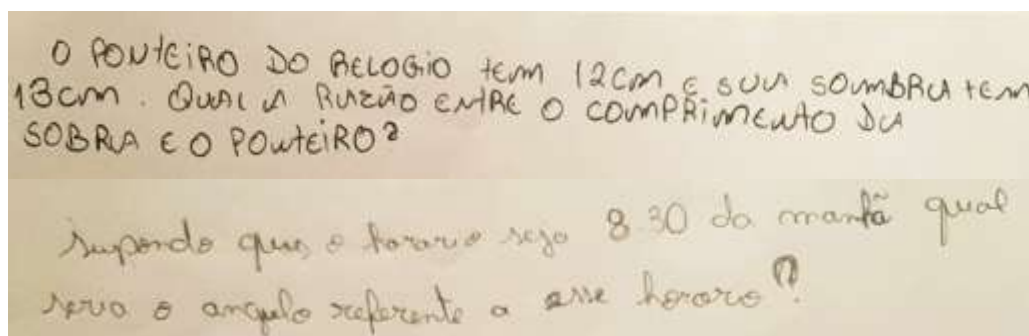 O PONTEIRO DO RELOGIO tem 12cm e sua SOMBRA tem
13cm. QUAL A RAZÃO ENTRE O COMPRIMENTO DA
SOBRA E O PONTEIRO?
supondo que o horario seja 8:30 da manhã qual
seria o angulo referente a esse horaro?